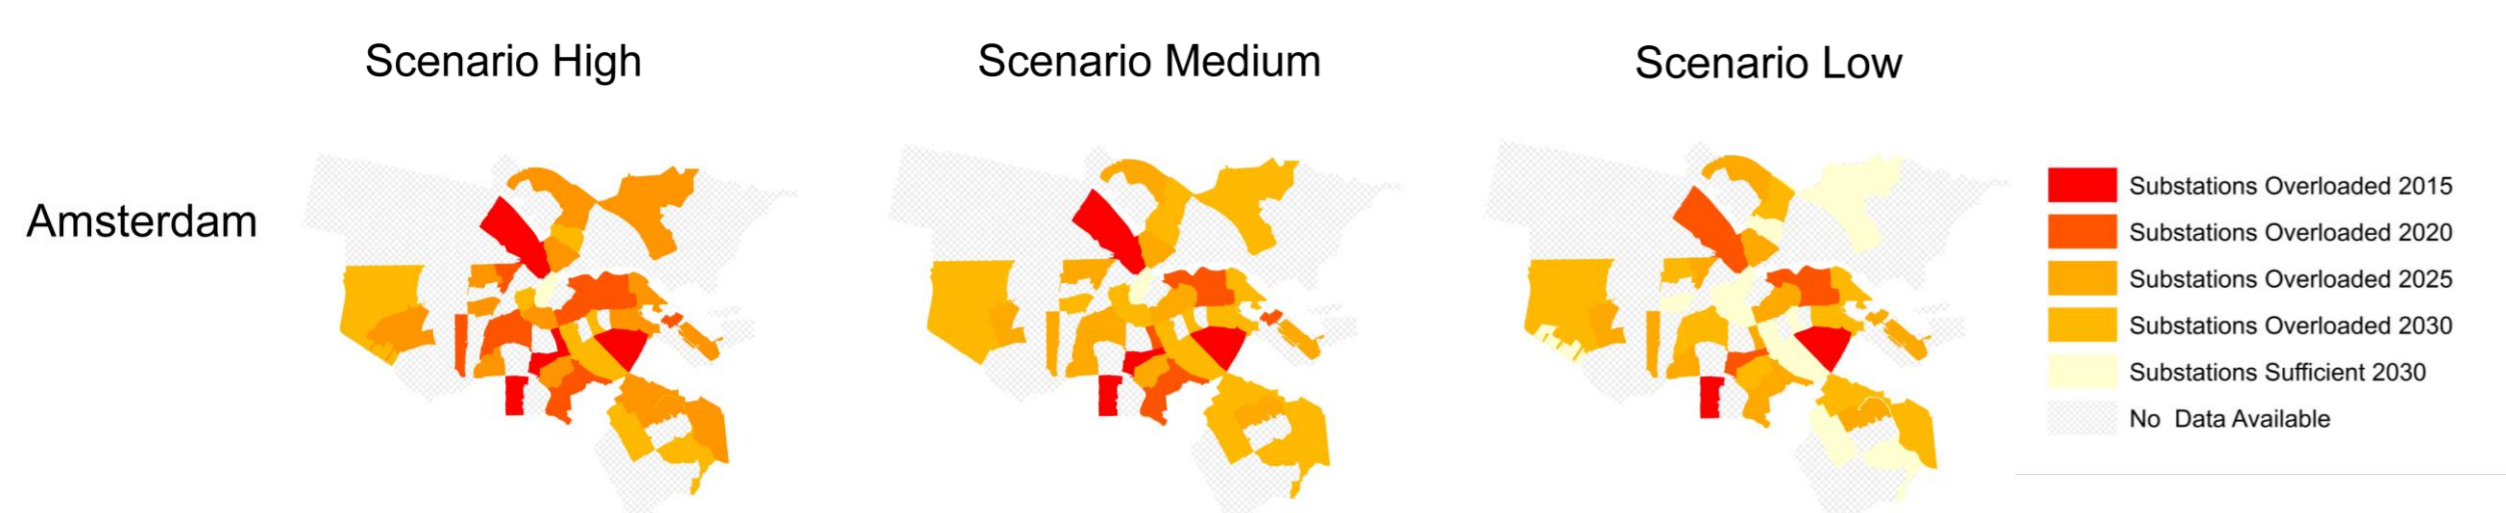 Scenario High
Scenario Medium
Scenario Low
Amsterdam
Substations Overloaded 2015
Substations Overloaded 2020
Substations Overloaded 2025
Substations Overloaded 2030
Substations Sufficient 2030
No Data Available